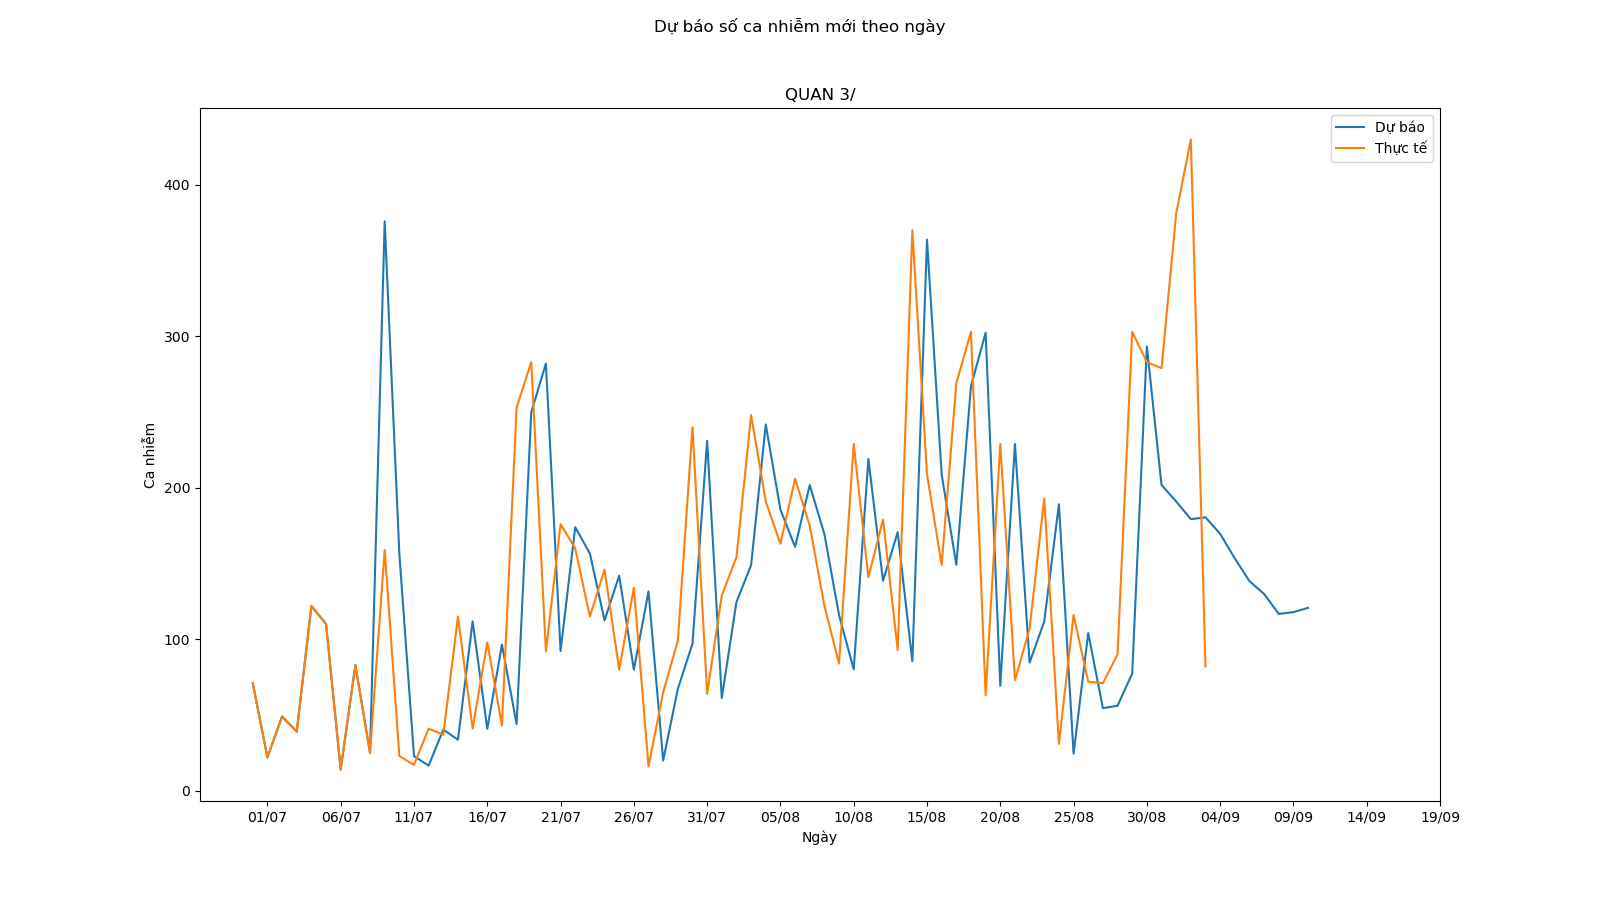 Dự báo số ca nhiễm mới theo ngày
QUAN 3/
Dự báo
Thực tế
400
300
200
100
0
Ca nhiễm
01/07 06/07 11/07 16/07 21/07 26/07 31/07 05/08 10/08 15/08 20/08 25/08 30/08 04/09 09/09 14/09 19/09
Ngày